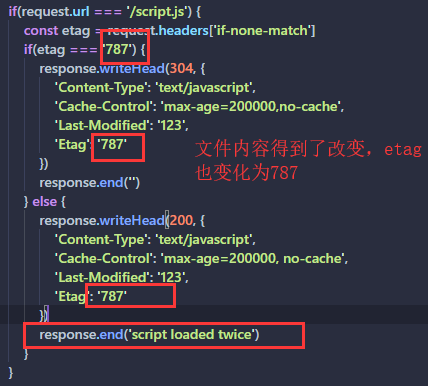 if(request.url === '/script.js') {
const etag = request.headers['if-none-match']
if(etag === '787') {
response.writeHead(304, {
'Content-Type': 'text/javascript',
'Cache-Control': 'max-age=200000,no-cache',
'Last-Modified': '123',
'Etag': '787'
})
response.end('')
文件内容得到了改变，etag
也变化为787
} else {
response.writeHead(200, {
'Content-Type': 'text/javascript',
'Cache-Control': 'max-age=200000, no-cache',
'Last-Modified': '123',
'Etag': '787'
})
response.end('script loaded twice')
}
}